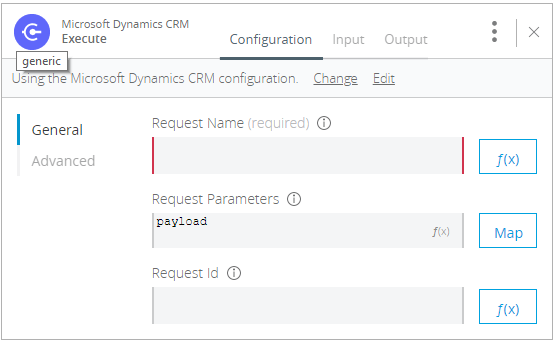 Microsoft Dynamics CRM
Execute
Configuration Input Output
generic
Using the Microsoft Dynamics CRM configuration. Change Edit
General
Advanced
Request Name (required)
ƒ(x)
Request Parameters
payload ƒ(x)
Map
Request Id
ƒ(x)